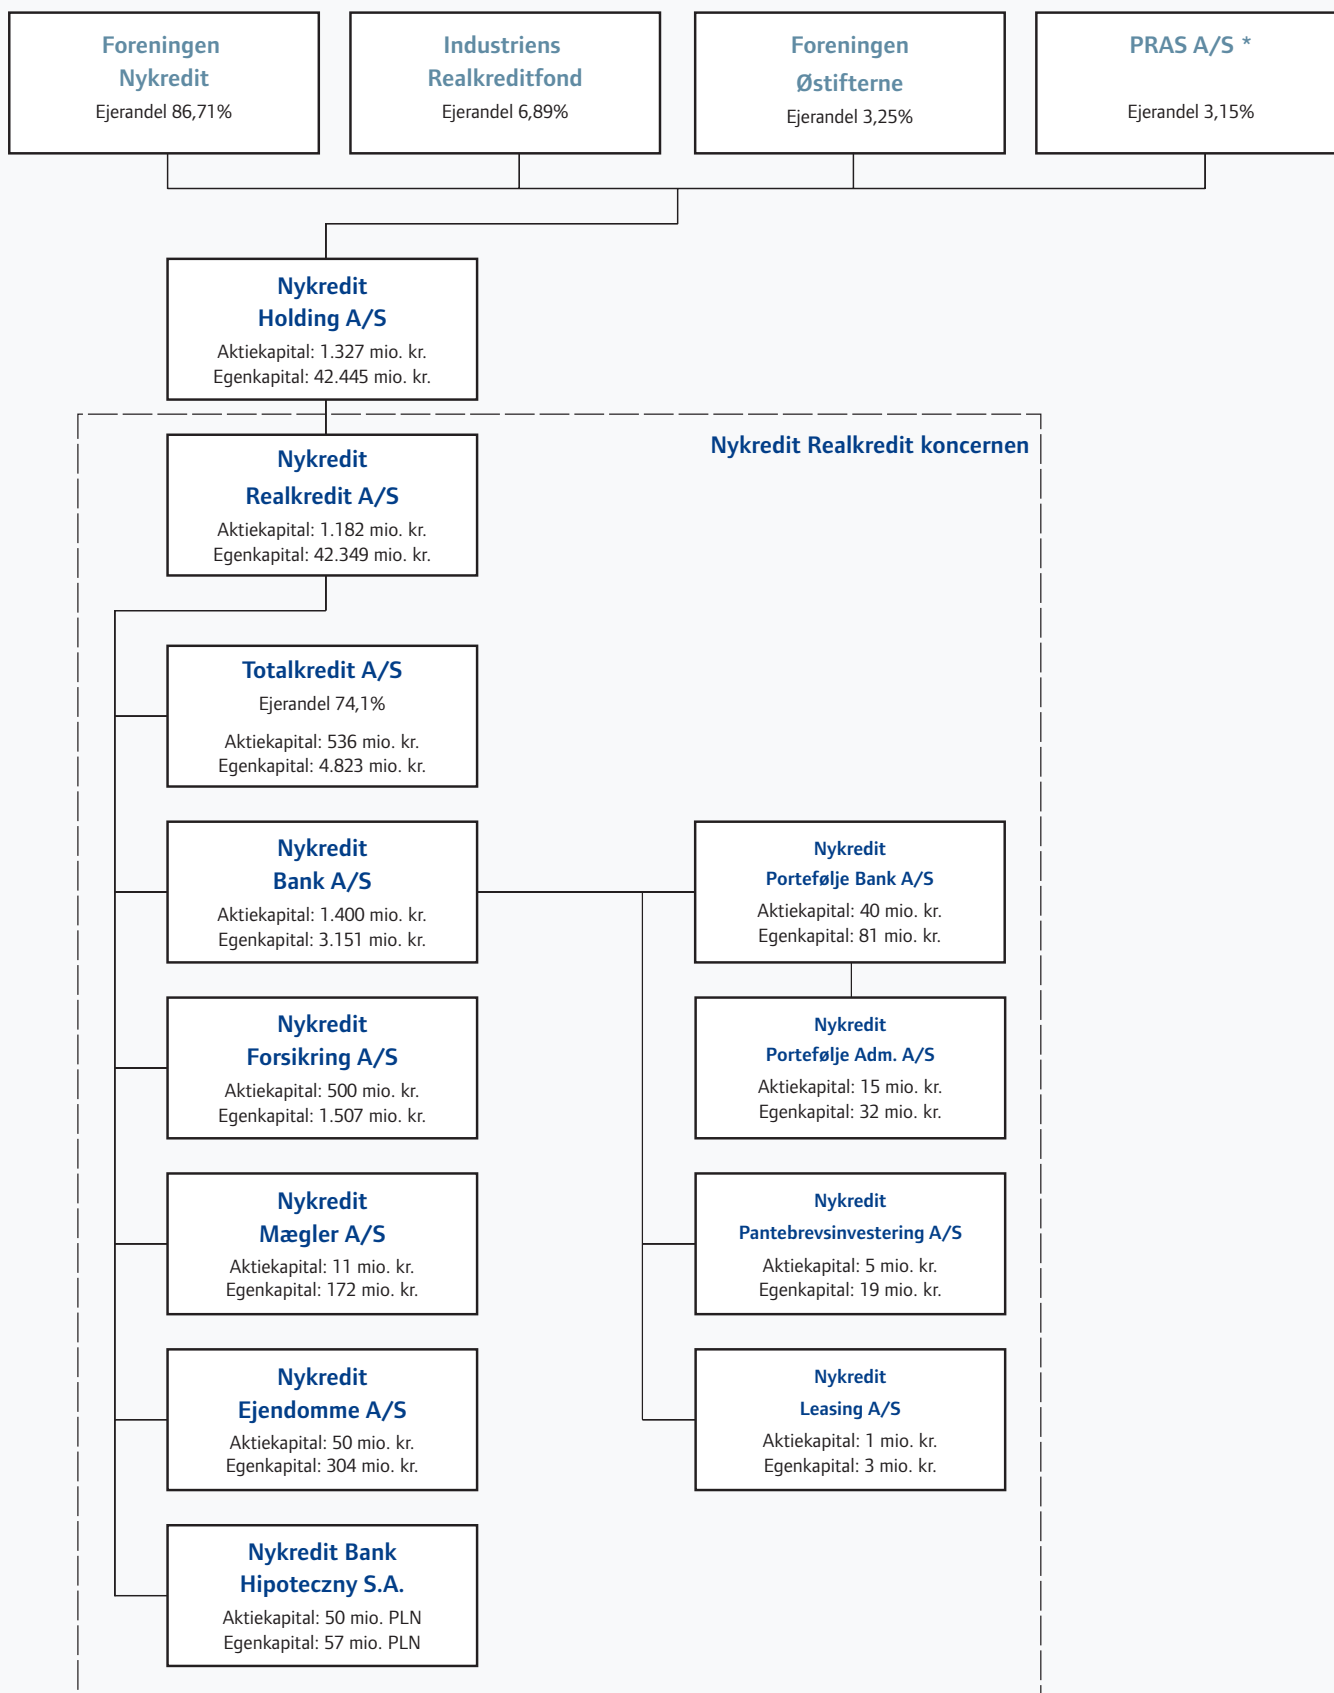 Foreningen
Nykredit
Ejerandel 86,71%
Industriens
Realkreditfond
Ejerandel 6,89%
Foreningen
Østifterne
Ejerandel 3,25%
PRAS A/S *
Ejerandel 3,15%
Nykredit
Holding A/S
Aktiekapital: 1.327 mio. kr.
Egenkapital: 42.445 mio. kr.
Nykredit Realkredit koncernen
Nykredit
Realkredit A/S
Aktiekapital: 1.182 mio. kr.
Egenkapital: 42.349 mio. kr.
Totalkredit A/S
Ejerandel 74,1%
Aktiekapital: 536 mio. kr.
Egenkapital: 4.823 mio. kr.
Nykredit
Bank A/S
Aktiekapital: 1.400 mio. kr.
Egenkapital: 3.151 mio. kr.
Nykredit
Portefølje Bank A/S
Aktiekapital: 40 mio. kr.
Egenkapital: 81 mio. kr.
Nykredit
Forsikring A/S
Aktiekapital: 500 mio. kr.
Egenkapital: 1.507 mio. kr.
Nykredit
Portefølje Adm. A/S
Aktiekapital: 15 mio. kr.
Egenkapital: 32 mio. kr.
Nykredit
Mægler A/S
Aktiekapital: 11 mio. kr.
Egenkapital: 172 mio. kr.
Nykredit
Pantebrevsinvestering A/S
Aktiekapital: 5 mio. kr.
Egenkapital: 19 mio. kr.
Nykredit
Ejendomme A/S
Aktiekapital: 50 mio. kr.
Egenkapital: 304 mio. kr.
Nykredit
Leasing A/S
Aktiekapital: 1 mio. kr.
Egenkapital: 3 mio. kr.
Nykredit Bank
Hipoteczny S.A.
Aktiekapital: 50 mio. PLN
Egenkapital: 57 mio. PLN